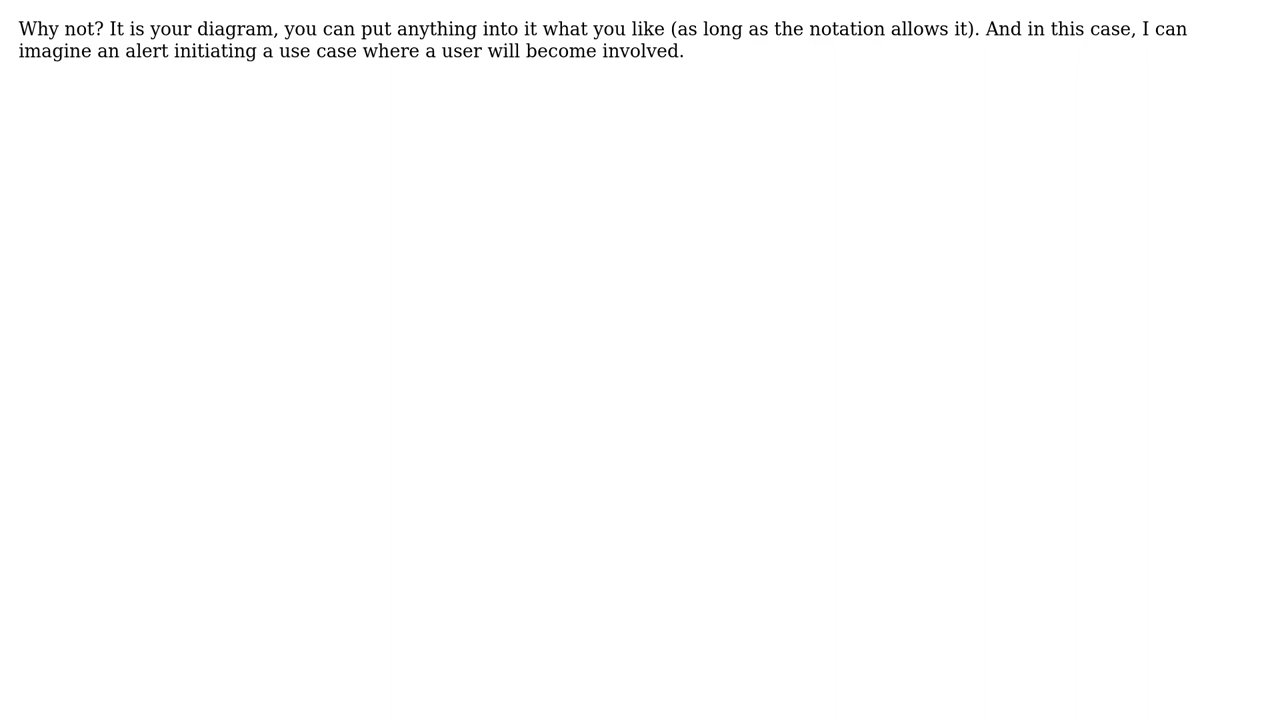 Why not? It is your diagram, you can put anything into it what you like (as long as the notation allows it). And in this case, I can
imagine an alert initiating a use case where a user will become involved.